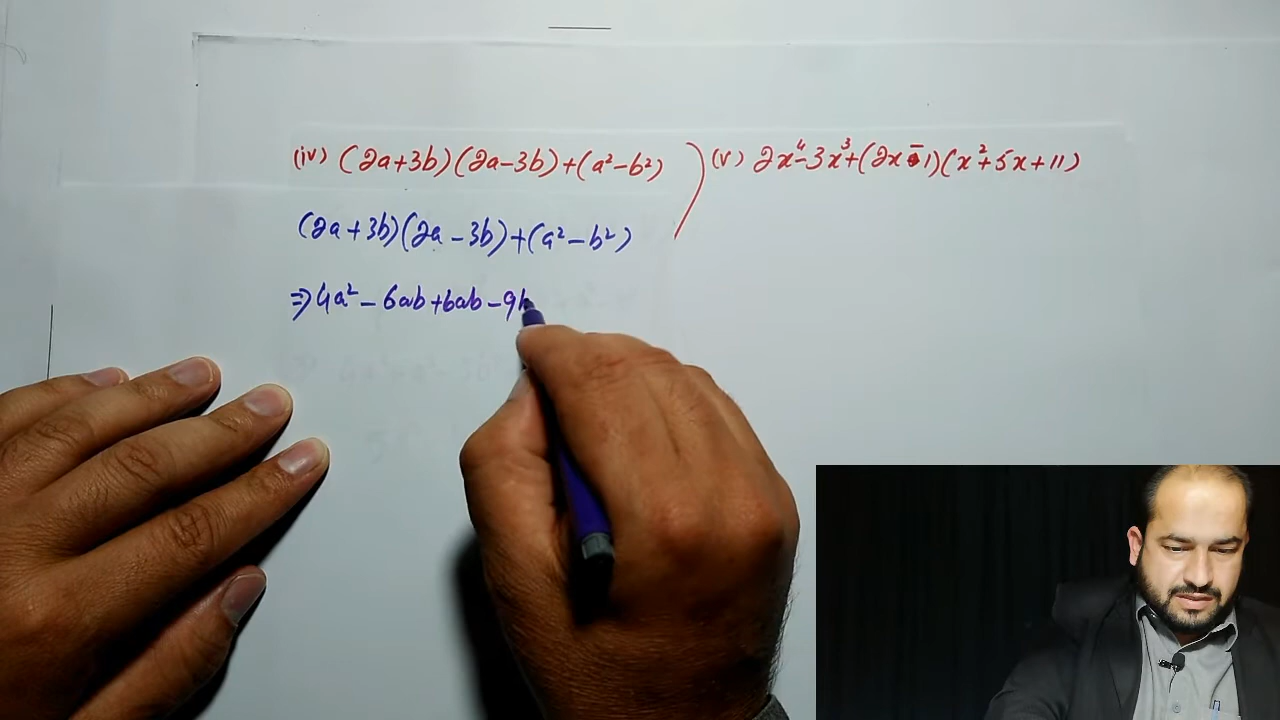 (iv) (2a+3b)(2a-3b)+(a²-b²)
(v) 2x⁴-3x³+(2x-1)(x²+5x+11)
(2a+3b)(2a-3b)+(a²-b²)
⇒4a²-6ab+6ab-9b